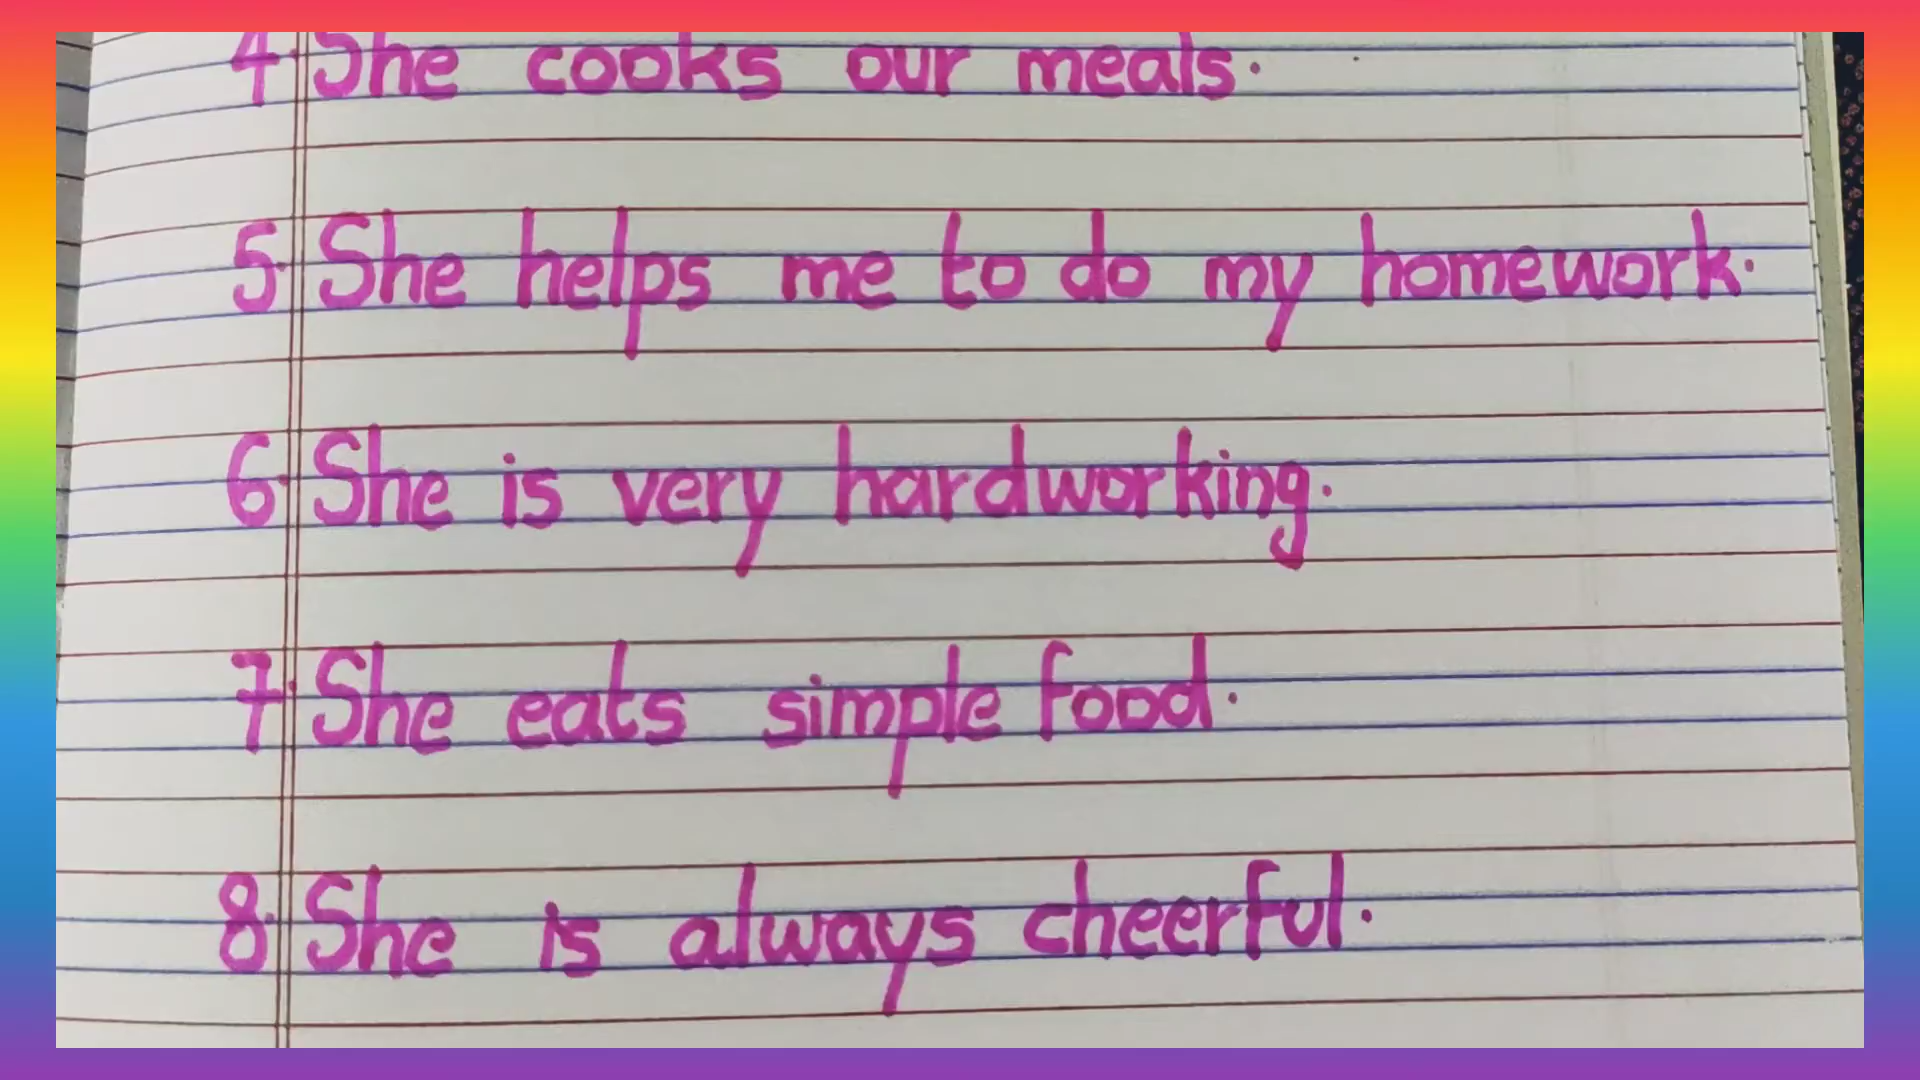 4. She cooks our meals.
5. She helps me to do my homework.
6. She is very hardworking.
7. She eats simple food.
8. She is always cheerful.